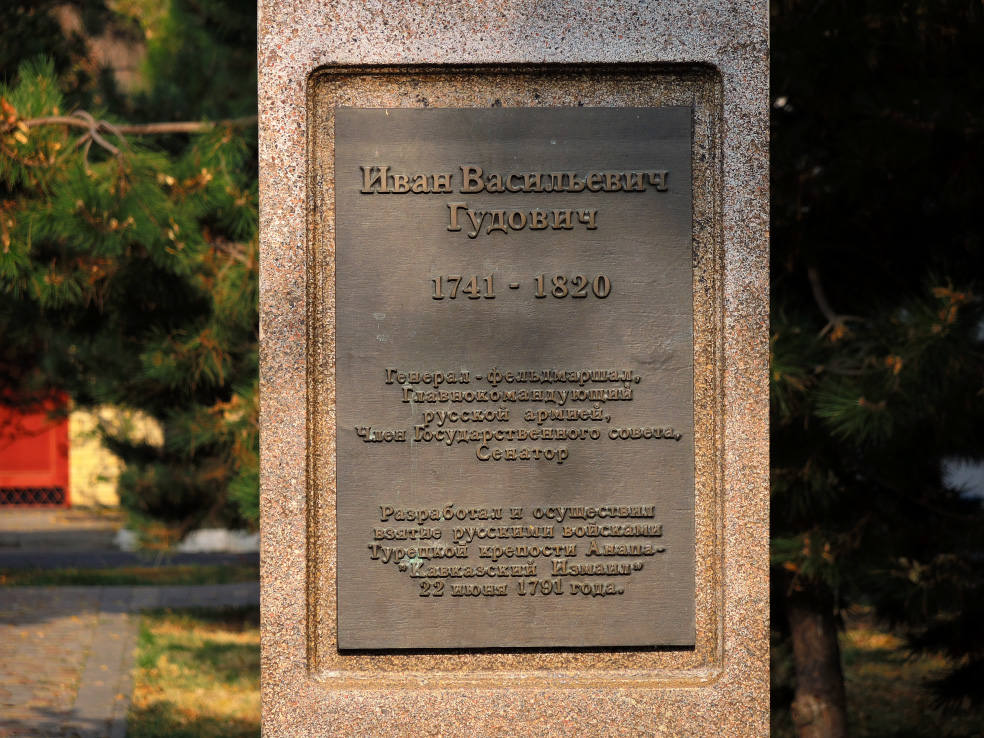 Иван Васильевич
Гудович
1741 - 1820
Генерал - фельдмаршал,
Главнокомандующий
русской армией,
Член Государственного совета,
Сенатор
Разработал и осуществил
взятие русскими войсками
Турецкой крепости Анапа-
"Кавказский Измаил"
22 июня 1791 года.